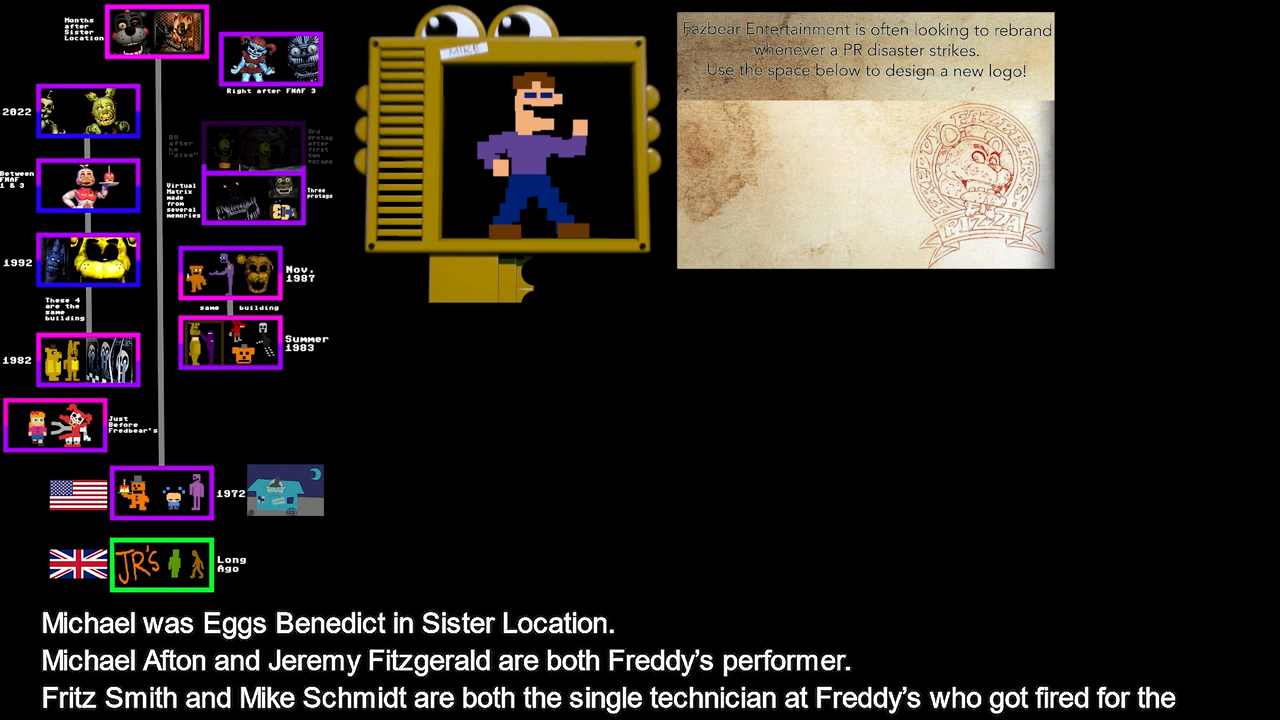 Months
after
Sister
Location
Right after FNAF 3
2022
BV
after
he
"dies"
3rd
protag
after
first
two
escape
Between
FNAF
1 & 3
Virtual
Matrix
made
from
several
memories
Three
protags
1992
Nov.
1987
These 4
are the
same
building
same building
Summer
1983
1982
Just
Before
Fredbear's
1972
JR'S
Long
Ago
MIKE
Fazbear Entertainment is often looking to rebrand
whenever a PR disaster strikes.
Use the space below to design a new logo!
FREDDY FAZBEAR'S
PIZZA
Michael was Eggs Benedict in Sister Location.
Michael Afton and Jeremy Fitzgerald are both Freddy's performer.
Fritz Smith and Mike Schmidt are both the single technician at Freddy's who got fired for the